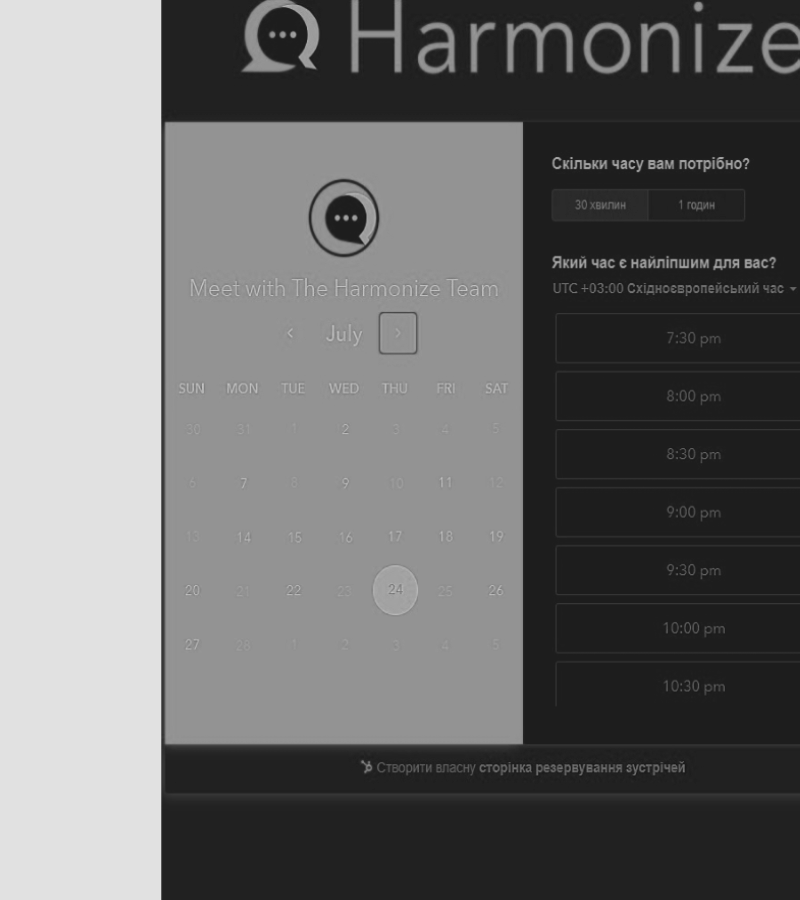 Harmonize
Meet with The Harmonize Team
July
SUN MON TUE WED THU FRI SAT
30 31 1 2 3 4 5
6 7 8 9 10 11 12
13 14 15 16 17 18 19
20 21 22 23 24 25 26
27 28 1 2 3 4 5
Скільки часу вам потрібно?
30 хвилин 1 годин
Який час є найліпшим для вас?
UTC +03:00 Східноєвропейський час
7:30 pm
8:00 pm
8:30 pm
9:00 pm
9:30 pm
10:00 pm
10:30 pm
Створити власну сторінка резервування зустрічей